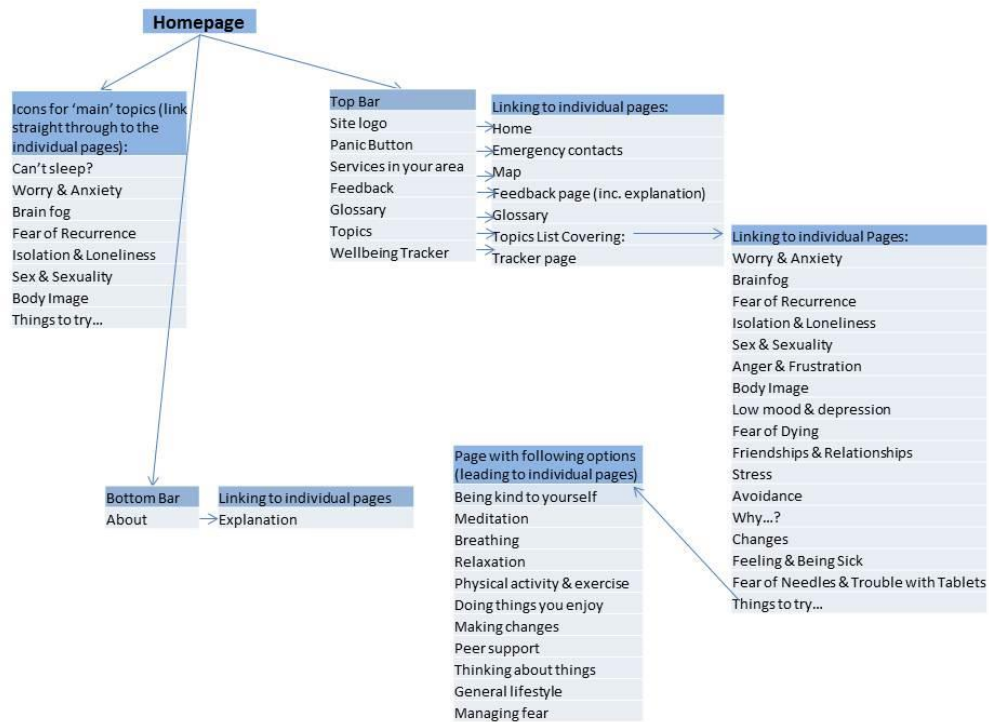 Homepage
Icons for ‘main’ topics (link
straight through to the
individual pages):
Can’t sleep?
Worry & Anxiety
Brain fog
Fear of Recurrence
Isolation & Loneliness
Sex & Sexuality
Body Image
Things to try…
Top Bar
Site logo
Panic Button
Services in your area
Feedback
Glossary
Topics
Wellbeing Tracker
Linking to individual pages:
Home
Emergency contacts
Map
Feedback page (inc. explanation)
Glossary
Topics List Covering:
Tracker page
Linking to individual Pages:
Worry & Anxiety
Brainfog
Fear of Recurrence
Isolation & Loneliness
Sex & Sexuality
Anger & Frustration
Body Image
Low mood & depression
Fear of Dying
Friendships & Relationships
Stress
Avoidance
Why…?
Changes
Feeling & Being Sick
Fear of Needles & Trouble with Tablets
Things to try…
Bottom Bar
About
Linking to individual pages
Explanation
Page with following options
(leading to individual pages)
Being kind to yourself
Meditation
Breathing
Relaxation
Physical activity & exercise
Doing things you enjoy
Making changes
Peer support
Thinking about things
General lifestyle
Managing fear